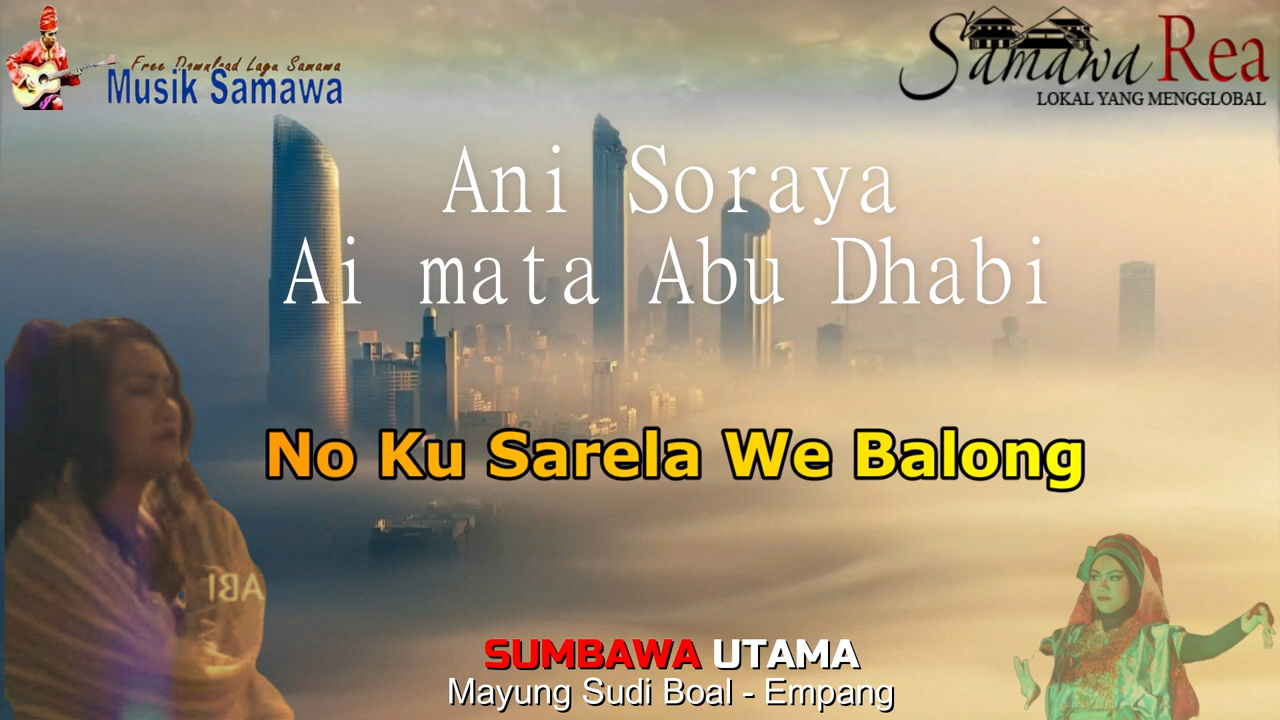 Free Download Lagu Samawa
Musik Samawa
Samawa Rea
LOKAL YANG MENGGLOBAL
Ani Soraya
Ai mata Abu Dhabi
No Ku Sarela We Balong
ABI
SUMBAWA UTAMA
Mayung Sudi Boal - Empang